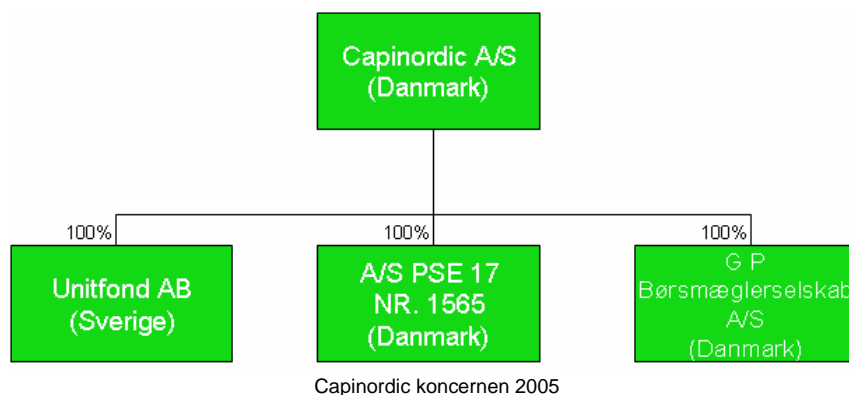 Capinordic A/S
(Danmark)
100%
100%
100%
Unitfond AB
(Sverige)
A/S PSE 17
NR. 1565
(Danmark)
G P
Børsmæglerselskab
A/S
(Danmark)
Capinordic koncernen 2005